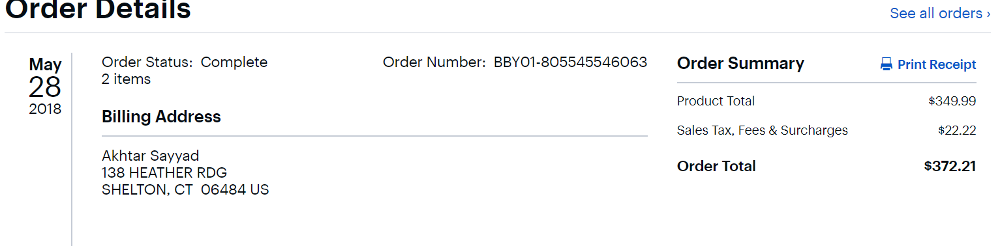 Order Details
See all orders ›
May
28
2018
Order Status: Complete
2 items
Order Number: BBY01-805545546063
Billing Address
Akhtar Sayyad
138 HEATHER RDG
SHELTON, CT 06484 US
Order Summary
Print Receipt
Product Total $349.99
Sales Tax, Fees & Surcharges $22.22
Order Total $372.21